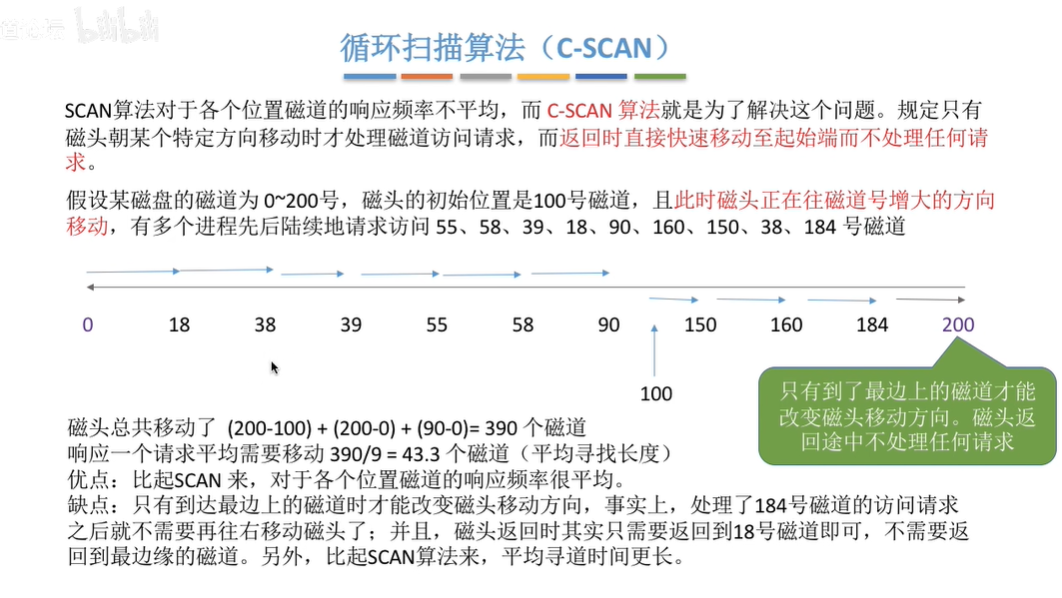 bilibili
循环扫描算法（C-SCAN）
SCAN算法对于各个位置磁道的响应频率不平均，而 C-SCAN 算法就是为了解决这个问题。规定只有
磁头朝某个特定方向移动时才处理磁道访问请求，而返回时直接快速移动至起始端而不处理任何请
求。
假设某磁盘的磁道为 0~200号，磁头的初始位置是100号磁道，且此时磁头正在往磁道号增大的方向
移动，有多个进程先后陆续地请求访问 55、58、39、18、90、160、150、38、184 号磁道
0 18 38 39 55 58 90 150 160 184 200
100
只有到了最边上的磁道才能
改变磁头移动方向。磁头返
回途中不处理任何请求
磁头总共移动了 (200-100) + (200-0) + (90-0)= 390 个磁道
响应一个请求平均需要移动 390/9 = 43.3 个磁道（平均寻找长度）
优点：比起SCAN 来，对于各个位置磁道的响应频率很平均。
缺点：只有到达最边上的磁道时才能改变磁头移动方向，事实上，处理了184号磁道的访问请求
之后就不需要再往右移动磁头了；并且，磁头返回时其实只需要返回到18号磁道即可，不需要返
回到最边缘的磁道。另外，比起SCAN算法来，平均寻道时间更长。